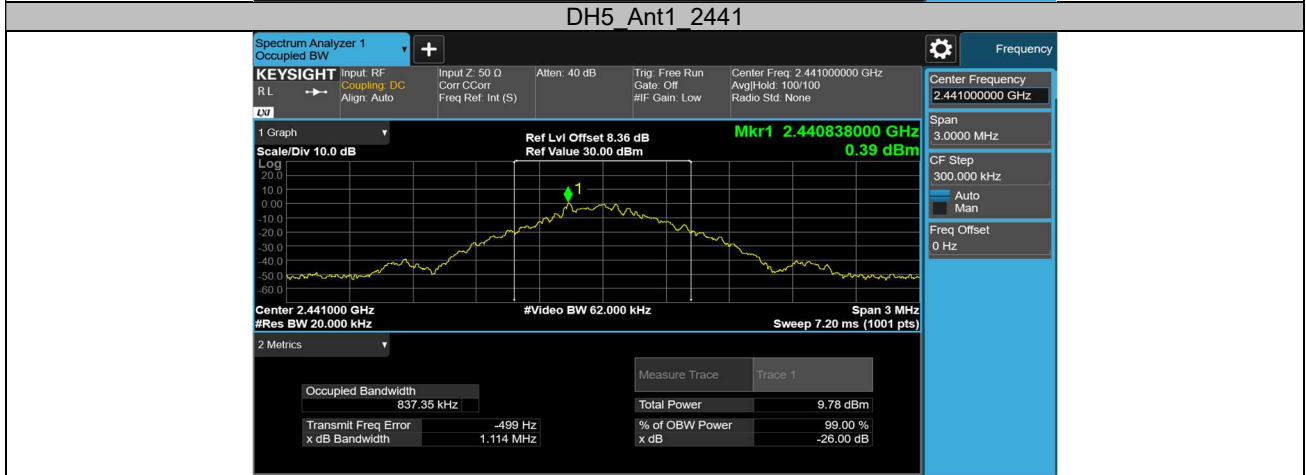 DH5_Ant1_2441
Spectrum Analyzer 1
Occupied BW
+
Frequency
KEYSIGHT
RL
LXI
Input: RF
Coupling: DC
Align: Auto
Input Z: 50 Ω
Corr CCorr
Freq Ref: Int (S)
Atten: 40 dB
Trig: Free Run
Gate: Off
#IF Gain: Low
Center Freq: 2.441000000 GHz
Avg|Hold: 100/100
Radio Std: None
Center Frequency
2.441000000 GHz
Span
3.0000 MHz
CF Step
300.000 kHz
Auto
Man
Freq Offset
0 Hz
1 Graph
Scale/Div 10.0 dB
Ref Lvl Offset 8.36 dB
Ref Value 30.00 dBm
Mkr1 2.440838000 GHz
0.39 dBm
Log
20.0
10.0
0.00
-10.0
-20.0
-30.0
-40.0
-50.0
-60.0
1
Center 2.441000 GHz
#Res BW 20.000 kHz
#Video BW 62.000 kHz
Span 3 MHz
Sweep 7.20 ms (1001 pts)
2 Metrics
Measure Trace Trace 1
Occupied Bandwidth
837.35 kHz
Total Power 9.78 dBm
Transmit Freq Error -499 Hz
% of OBW Power 99.00 %
x dB Bandwidth 1.114 MHz
x dB -26.00 dB